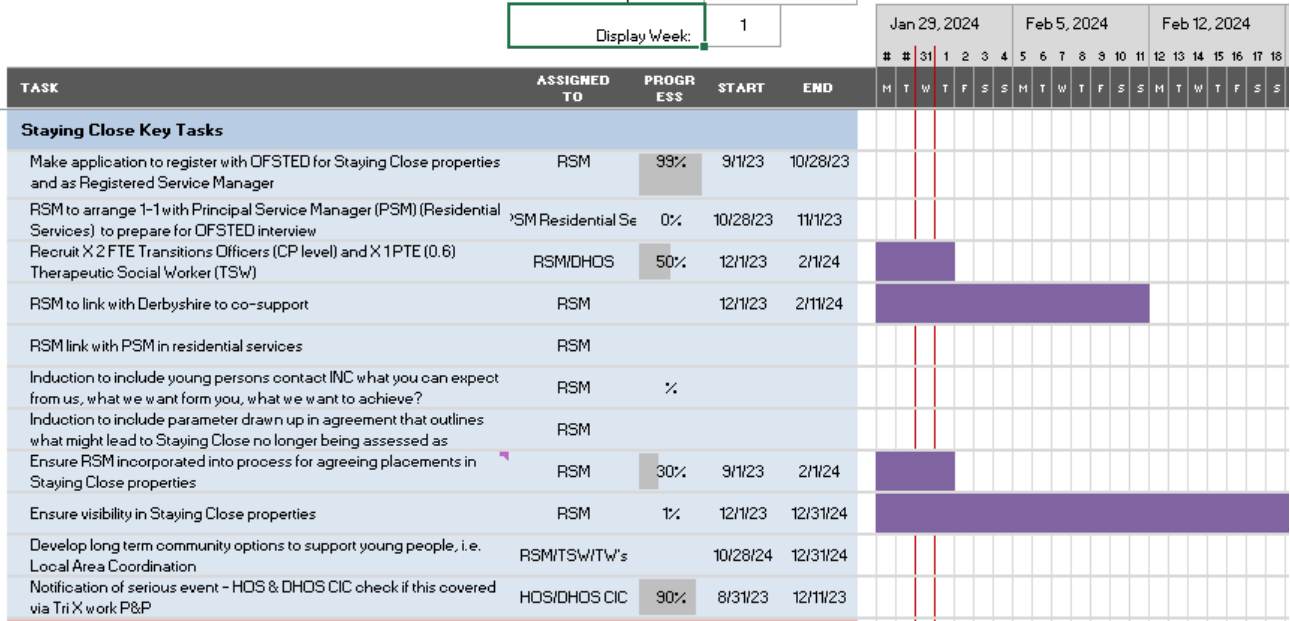 Display Week: 1
Jan 29, 2024 Feb 5, 2024 Feb 12, 2024
# # 31 1 2 3 4 5 6 7 8 9 10 11 12 13 14 15 16 17 18
TASK ASSIGNED TO PROGRESS START END M T W T F S S M T W T F S S M T W T F S S
Staying Close Key Tasks
Make application to register with OFSTED for Staying Close properties RSM 99% 9/1/23 10/28/23
and as Registered Service Manager
RSM to arrange 1-1 with Principal Service Manager (PSM) (Residential
Services) to prepare for OFSTED interview PSM Residential Se 0% 10/28/23 11/1/23
Recruit X 2 FTE Transitions Officers (CP level) and X 1 PTE (0.6)
Therapeutic Social Worker (TSW) RSM/DHOS 50% 12/1/23 2/1/24
RSM to link with Derbyshire to co-support RSM 12/1/23 2/11/24
RSM link with PSM in residential services RSM
Induction to include young persons contact INC what you can expect
from us, what we want form you, what we want to achieve? RSM %
Induction to include parameter drawn up in agreement that outlines
what might lead to Staying Close no longer being assessed as RSM
Ensure RSM incorporated into process for agreeing placements in
Staying Close properties RSM 30% 9/1/23 2/1/24
Ensure visibility in Staying Close properties RSM 1% 12/1/23 12/31/24
Develop long term community options to support young people, i.e.
Local Area Coordination RSM/TSW/TW's 10/28/24 12/31/24
Notification of serious event - HOS & DHOS CIC check if this covered
via Tri X work P&P HOS/DHOS CIC 90% 8/31/23 12/11/23